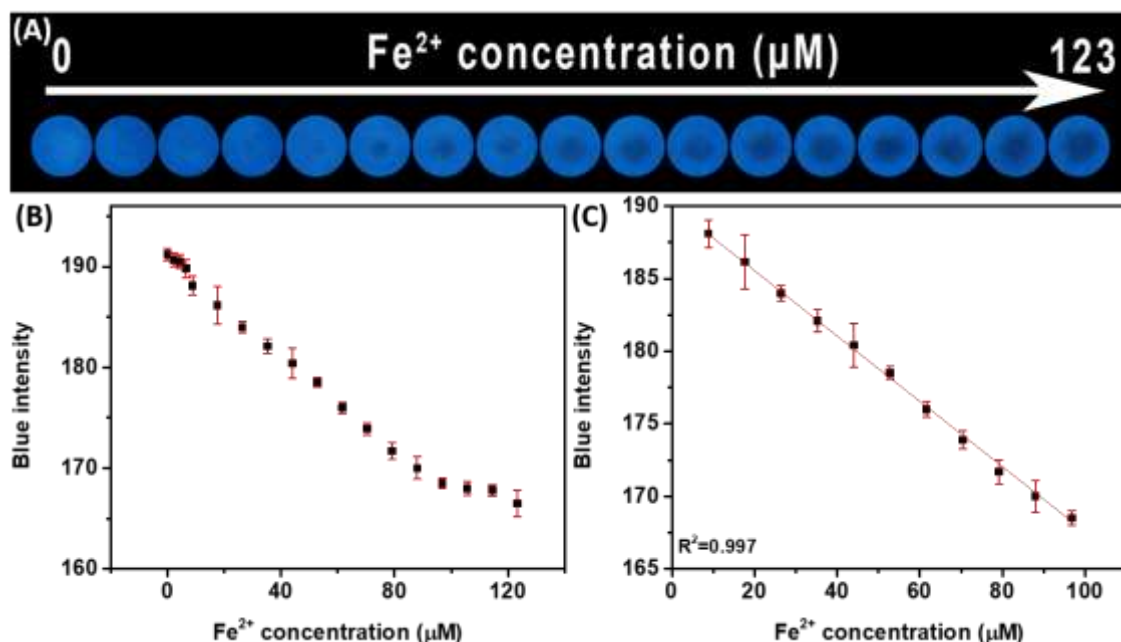 (A)
0 Fe²⁺ concentration (µM) 123
(B)
Blue intensity
190
180
170
160
0 40 80 120
Fe²⁺ concentration (µM)
(C)
Blue intensity
190
185
180
175
170
165
R²=0.997
0 20 40 60 80 100
Fe²⁺ concentration (µM)